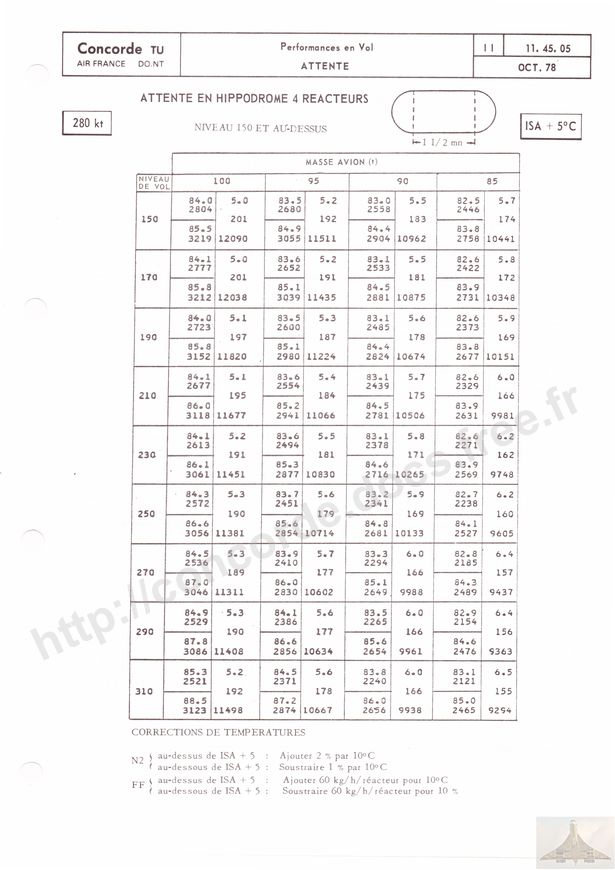 Concorde TU Performances en Vol 11 11. 45. 05
AIR FRANCE DO.NT ATTENTE OCT. 78
ATTENTE EN HIPPODROME 4 REACTEURS
280 kt NIVEAU 150 ET AU-DESSUS ISA + 5°C
1 1/2 mn
MASSE AVION (t)
NIVEAU DE VOL 100 95 90 85
84.0 5.0 83.5 5.2 83.0 5.5 82.5 5.7
2804 2680 2558 2446
150 201 192 183 174
85.5 84.9 84.4 83.8
3219 12090 3055 11511 2904 10962 2758 10441
84.1 5.0 83.6 5.2 83.1 5.5 82.6 5.8
2777 2652 2533 2422
170 201 191 181 172
85.8 85.1 84.5 83.9
3212 12038 3039 11435 2881 10875 2731 10348
84.0 5.1 83.5 5.3 83.1 5.6 82.6 5.9
2723 2600 2485 2373
190 197 187 178 169
85.8 85.1 84.4 83.8
3152 11820 2980 11224 2824 10674 2677 10151
84.1 5.1 83.6 5.4 83.1 5.7 82.6 6.0
2677 2554 2439 2329
210 195 184 175 166
86.0 85.2 84.5 83.9
3118 11677 2941 11066 2781 10506 2631 9981
84.1 5.2 83.6 5.5 83.1 5.8 82.6 6.2
2613 2494 2378 2271
230 191 181 171 162
86.1 85.3 84.6 83.9
3061 11451 2877 10830 2716 10265 2569 9748
84.3 5.3 83.7 5.6 83.2 5.9 82.7 6.2
2572 2451 2341 2238
250 190 179 169 160
86.6 85.6 84.8 84.1
3056 11381 2854 10714 2681 10133 2527 9605
84.5 5.3 83.9 5.7 83.3 6.0 82.8 6.4
2536 2410 2294 2185
270 189 177 166 157
87.0 86.0 85.1 84.3
3046 11311 2830 10602 2649 9988 2489 9437
84.9 5.3 84.1 5.6 83.5 6.0 82.9 6.4
2529 2386 2265 2154
290 190 177 166 156
87.8 86.6 85.6 84.6
3086 11408 2856 10634 2654 9961 2476 9363
85.3 5.2 84.5 5.6 83.8 6.0 83.1 6.5
2521 2371 2240 2121
310 192 178 166 155
88.5 87.2 86.0 85.0
3123 11498 2874 10667 2656 9938 2465 9294
CORRECTIONS DE TEMPERATURES
N2 au-dessus de ISA + 5 : Ajouter 2 % par 10°C
au-dessous de ISA + 5 : Soustraire 1 % par 10°C
FF au-dessus de ISA + 5 : Ajouter 60 kg/h/réacteur pour 10°C
au-dessous de ISA + 5 : Soustraire 60 kg/h/réacteur pour 10 %
http://concorde.docs.free.fr